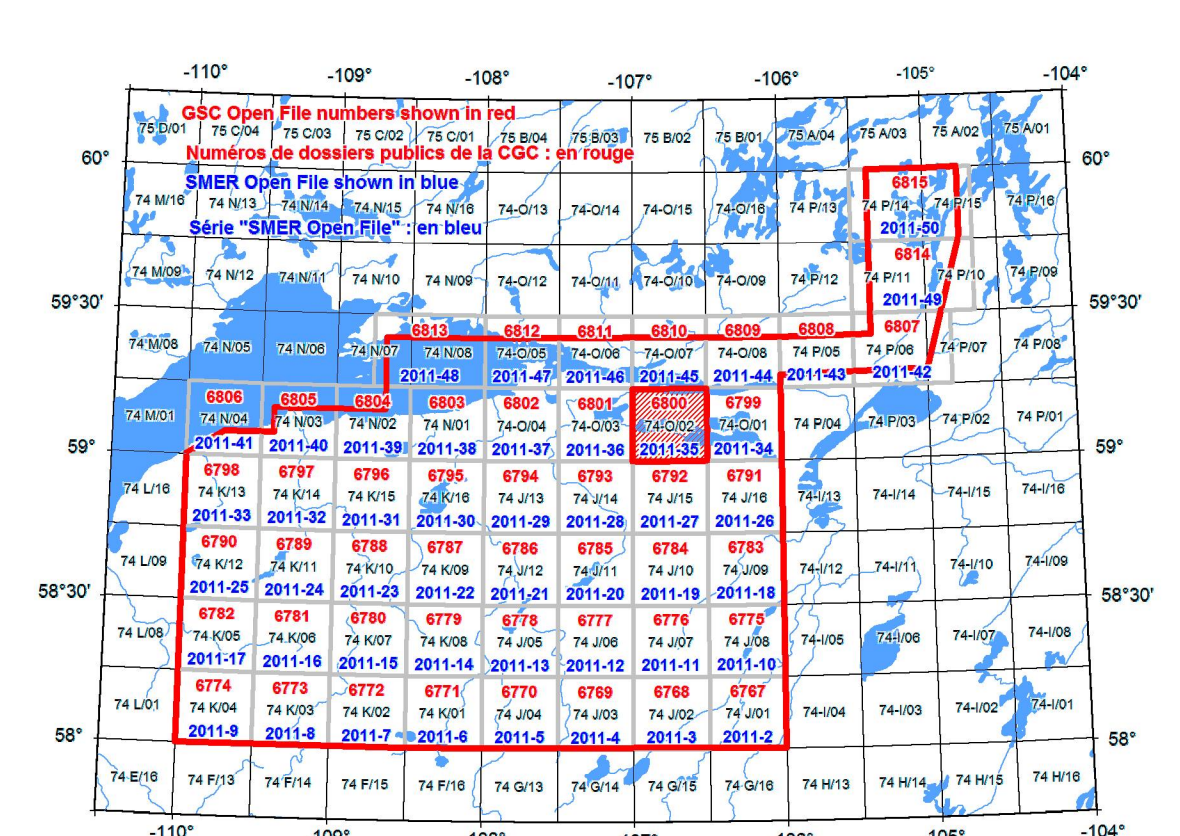 -110° -109° -108° -107° -106° -105° -104°
GSC Open File numbers shown in red
75 D/01 75 C/04 75 C/03 75 C/02 75 C/01 75 B/04 75 B/03 75 B/02 75 B/01 75 A/04 75 A/03 75 A/02 75 A/01
Numéros de dossiers publics de la CGC : en rouge
60° 60°
SMER Open File shown in blue
6815
74 M/16 74 N/13 74 N/14 74 N/15 74 N/16 74-O/13 74-O/14 74-O/15 74-O/16 74 P/13 74 P/14 74 P/15 74 P/16
Série "SMER Open File" : en bleu
2011-50
6814
74 M/09 74 N/12 74 N/11 74 N/10 74 N/09 74-O/12 74-O/11 74-O/10 74-O/09 74 P/12 74 P/11 74 P/10 74 P/09
2011-49
59°30' 59°30'
6813 6812 6811 6810 6809 6808 6807
74 M/08 74 N/05 74 N/06 74 N/07 74 N/08 74-O/05 74-O/06 74-O/07 74-O/08 74 P/05 74 P/06 74 P/07 74 P/08
2011-48 2011-47 2011-46 2011-45 2011-44 2011-43 2011-42
6806 6805 6804 6803 6802 6801 6800 6799
74 M/01 74 N/04 74 N/03 74 N/02 74 N/01 74-O/04 74-O/03 74-O/02 74-O/01 74 P/04 74 P/03 74 P/02 74 P/01
2011-41 2011-40 2011-39 2011-38 2011-37 2011-36 2011-35 2011-34
59° 59°
6798 6797 6796 6795 6794 6793 6792 6791
74 L/16 74 K/13 74 K/14 74 K/15 74 K/16 74 J/13 74 J/14 74 J/15 74 J/16 74-I/13 74-I/14 74-I/15 74-I/16
2011-33 2011-32 2011-31 2011-30 2011-29 2011-28 2011-27 2011-26
6790 6789 6788 6787 6786 6785 6784 6783
74 L/09 74 K/12 74 K/11 74 K/10 74 K/09 74 J/12 74 J/11 74 J/10 74 J/09 74-I/12 74-I/11 74-I/10 74-I/09
2011-25 2011-24 2011-23 2011-22 2011-21 2011-20 2011-19 2011-18
58°30' 58°30'
6782 6781 6780 6779 6778 6777 6776 6775
74 L/08 74 K/05 74 K/06 74 K/07 74 K/08 74 J/05 74 J/06 74 J/07 74 J/08 74-I/05 74-I/06 74-I/07 74-I/08
2011-17 2011-16 2011-15 2011-14 2011-13 2011-12 2011-11 2011-10
6774 6773 6772 6771 6770 6769 6768 6767
74 L/01 74 K/04 74 K/03 74 K/02 74 K/01 74 J/04 74 J/03 74 J/02 74 J/01 74-I/04 74-I/03 74-I/02 74-I/01
2011-9 2011-8 2011-7 2011-6 2011-5 2011-4 2011-3 2011-2
58° 58°
74 E/16 74 F/13 74 F/14 74 F/15 74 F/16 74 G/13 74 G/14 74 G/15 74 G/16 74 H/13 74 H/14 74 H/15 74 H/16
-110° -109° -108° -107° -106° -105° -104°